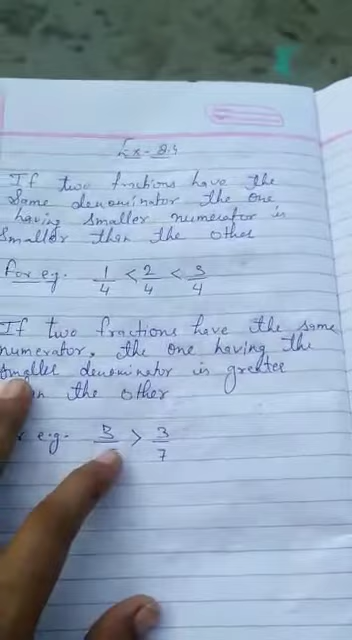 Ex - 8.4
If two fractions have the
Same denominator the one
having smaller numerator is
Smaller than the other
For eg. 1/4 < 2/4 < 3/4
If two fractions have the same
numerator, the one having the
smaller denominator is greater
the other
e.g. 3/ > 3/7